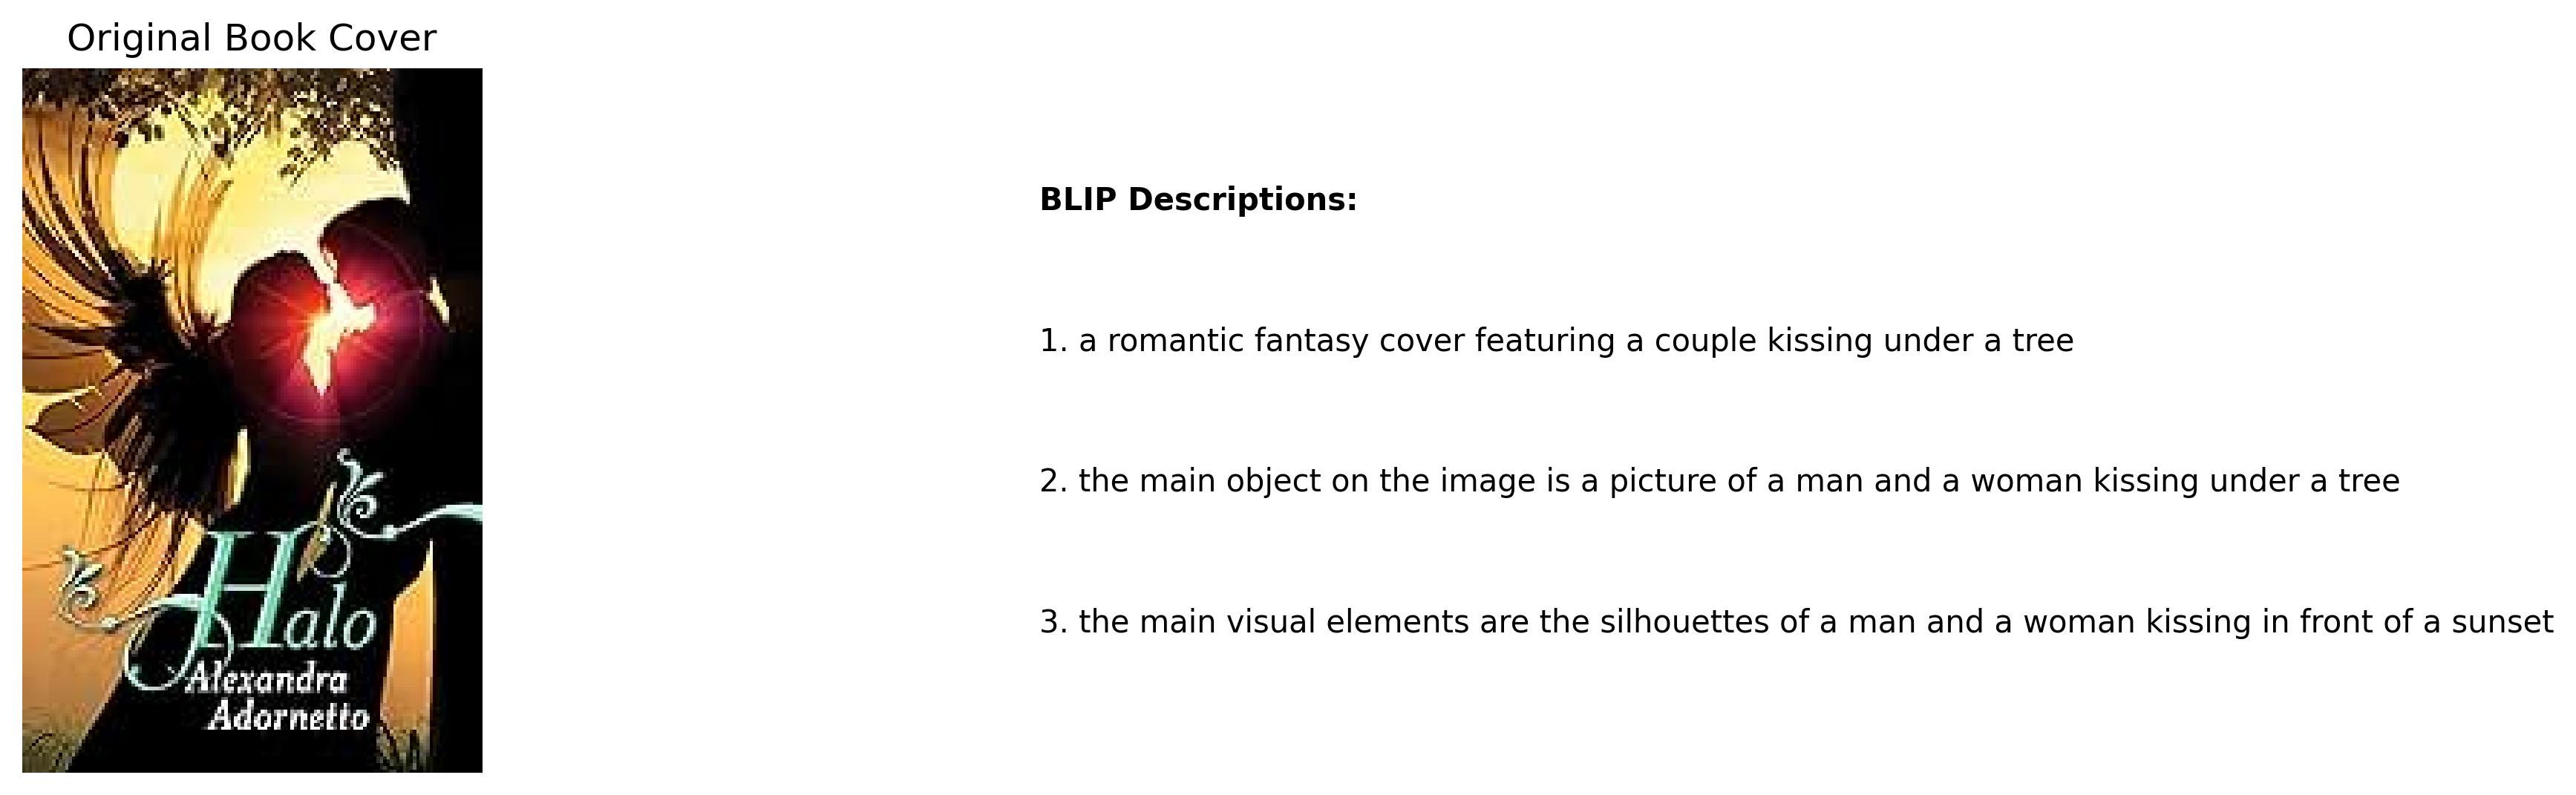 Original Book Cover
Halo
Alexandra
Adornetto
BLIP Descriptions:
1. a romantic fantasy cover featuring a couple kissing under a tree
2. the main object on the image is a picture of a man and a woman kissing under a tree
3. the main visual elements are the silhouettes of a man and a woman kissing in front of a sunset